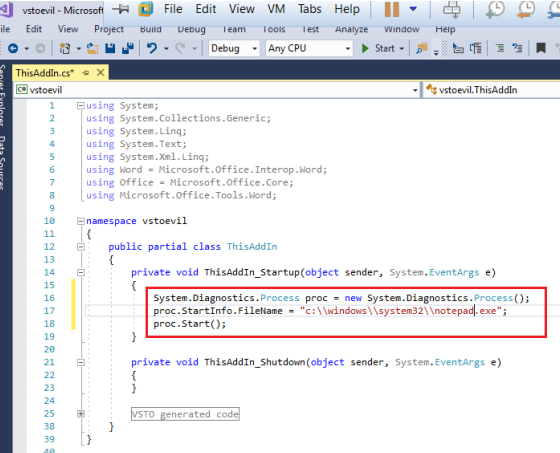 vstoevil - Microsoft
File Edit View VM Tabs Help
File Edit View Project Build Debug Team Tools Test Analyze Window Help
Debug Any CPU Start
ThisAddIn.cs*
vstoevil vstoevil.ThisAddIn
Server Explorer
Data Sources
1 using System;
2 using System.Collections.Generic;
3 using System.Linq;
4 using System.Text;
5 using System.Xml.Linq;
6 using Word = Microsoft.Office.Interop.Word;
7 using Office = Microsoft.Office.Core;
8 using Microsoft.Office.Tools.Word;
9
10 namespace vstoevil
11 {
12 public partial class ThisAddIn
13 {
14 private void ThisAddIn_Startup(object sender, System.EventArgs e)
15 {
16 System.Diagnostics.Process proc = new System.Diagnostics.Process();
17 proc.StartInfo.FileName = "c:\\windows\\system32\\notepad.exe";
18 proc.Start();
19 }
20
21 private void ThisAddIn_Shutdown(object sender, System.EventArgs e)
22 {
23 }
24
25 VSTO generated code
38 }
39 }
40